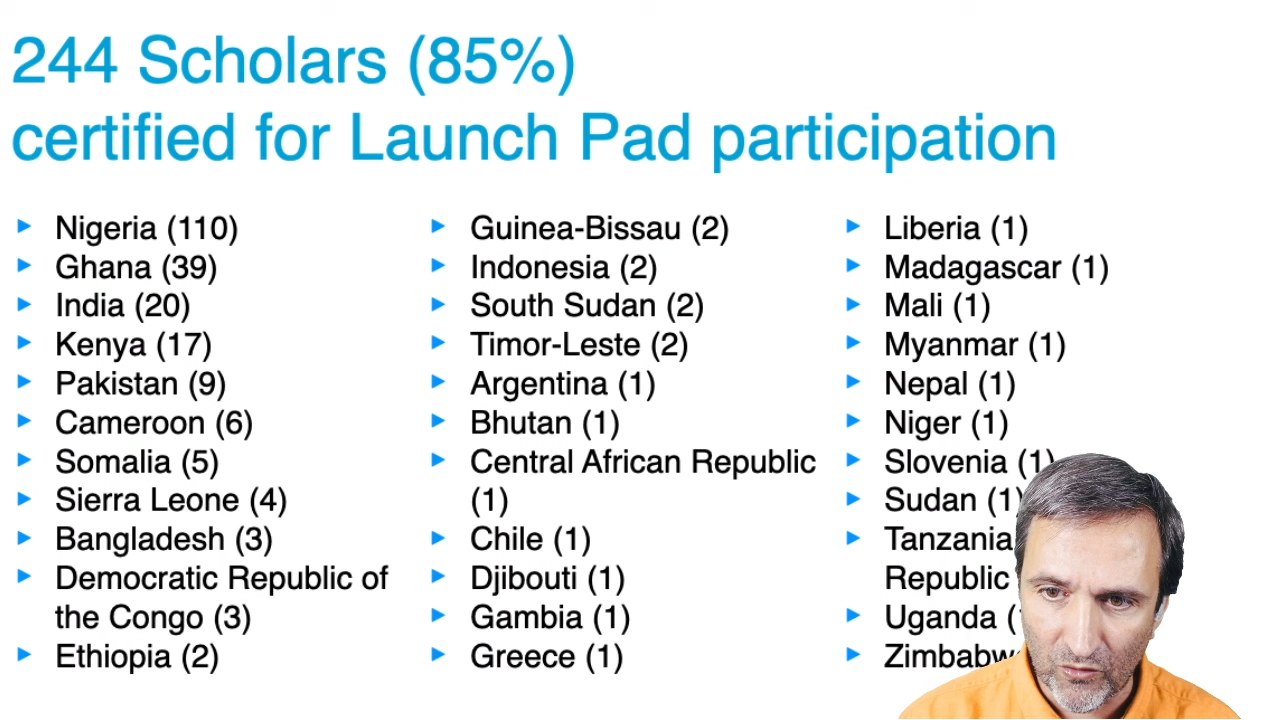 244 Scholars (85%)
certified for Launch Pad participation
Nigeria (110)
Ghana (39)
India (20)
Kenya (17)
Pakistan (9)
Cameroon (6)
Somalia (5)
Sierra Leone (4)
Bangladesh (3)
Democratic Republic of
the Congo (3)
Ethiopia (2)
Guinea-Bissau (2)
Indonesia (2)
South Sudan (2)
Timor-Leste (2)
Argentina (1)
Bhutan (1)
Central African Republic
(1)
Chile (1)
Djibouti (1)
Gambia (1)
Greece (1)
Liberia (1)
Madagascar (1)
Mali (1)
Myanmar (1)
Nepal (1)
Niger (1)
Slovenia (1)
Sudan (1)
Tanzania
Republic
Uganda